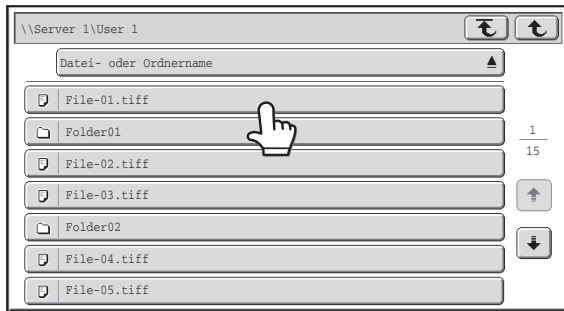 \\Server 1\User 1
Datei- oder Ordnername
File-01.tiff
Folder01
File-02.tiff
File-03.tiff
Folder02
File-04.tiff
File-05.tiff
1
15